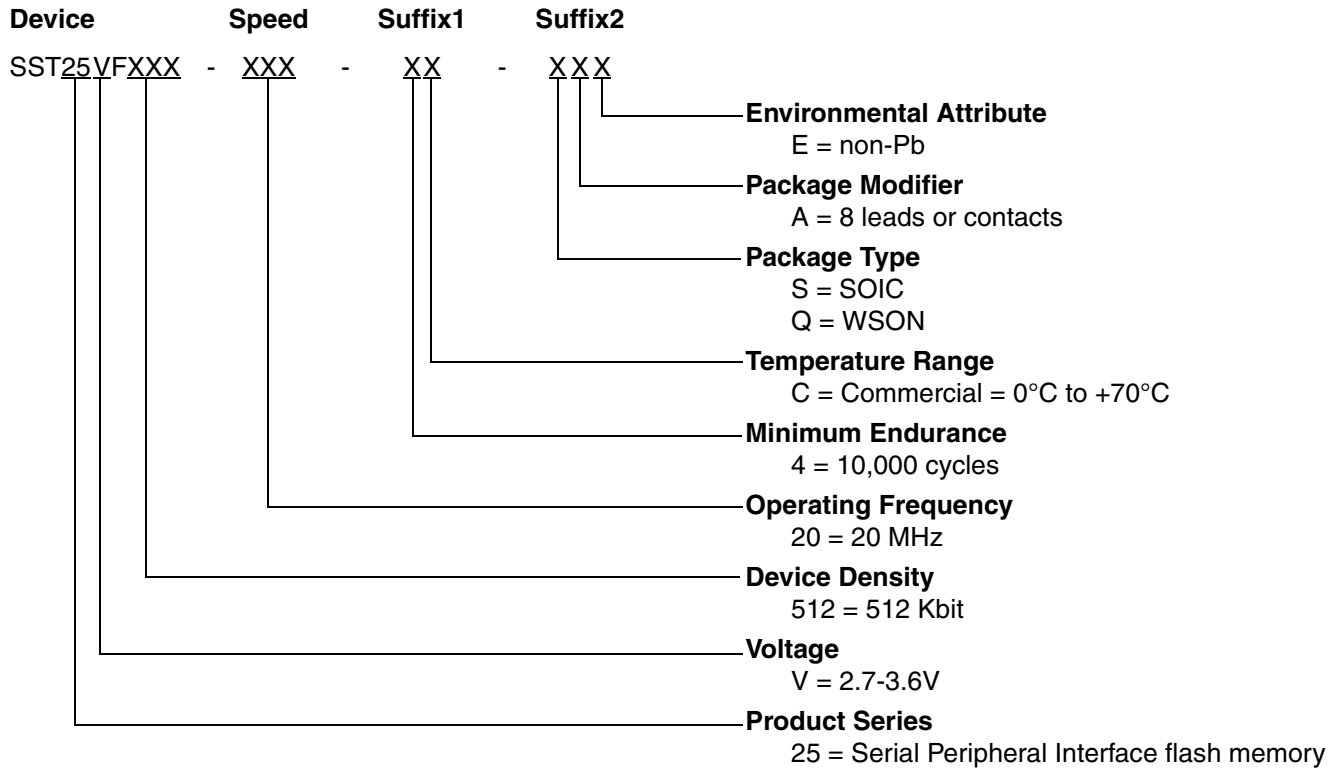 Device Speed Suffix1 Suffix2
SST25VFXXX - XXX - XX - XXX
Environmental Attribute
E = non-Pb
Package Modifier
A = 8 leads or contacts
Package Type
S = SOIC
Q = WSON
Temperature Range
C = Commercial = 0°C to +70°C
Minimum Endurance
4 = 10,000 cycles
Operating Frequency
20 = 20 MHz
Device Density
512 = 512 Kbit
Voltage
V = 2.7-3.6V
Product Series
25 = Serial Peripheral Interface flash memory